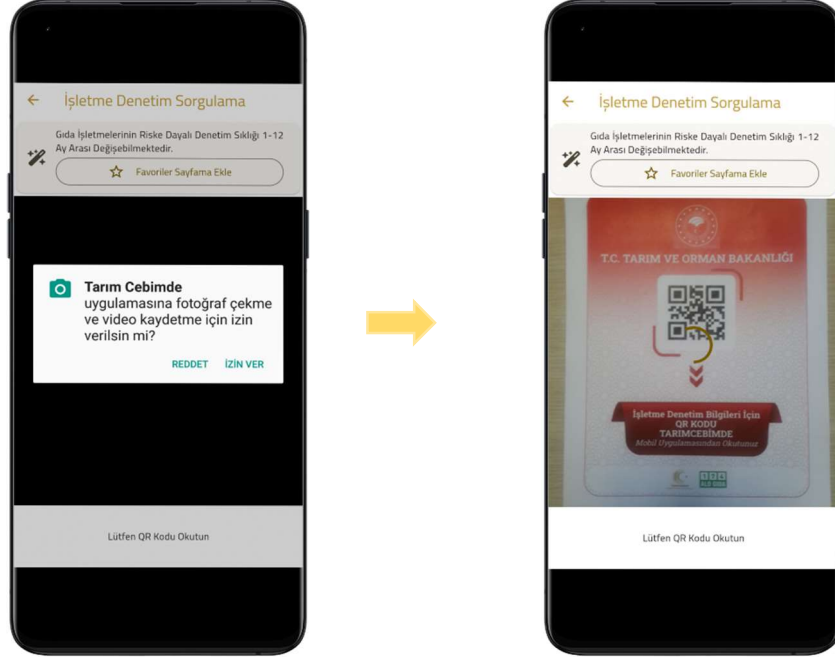 İşletme Denetim Sorgulama
Gıda İşletmelerinin Riske Dayalı Denetim Sıklığı 1-12
Ay Arası Değişebilmektedir.
Favoriler Sayfama Ekle
Tarım Cebimde
uygulamasına fotoğraf çekme
ve video kaydetme için izin
verilsin mi?
REDDET İZİN VER
Lütfen QR Kodu Okutun
İşletme Denetim Sorgulama
Gıda İşletmelerinin Riske Dayalı Denetim Sıklığı 1-12
Ay Arası Değişebilmektedir.
Favoriler Sayfama Ekle
T.C. TARIM VE ORMAN BAKANLIĞI
İşletme Denetim Bilgileri İçin
QR KODU
TARIMCEBİMDE
Mobil Uygulamasından Okutunuz
Lütfen QR Kodu Okutun